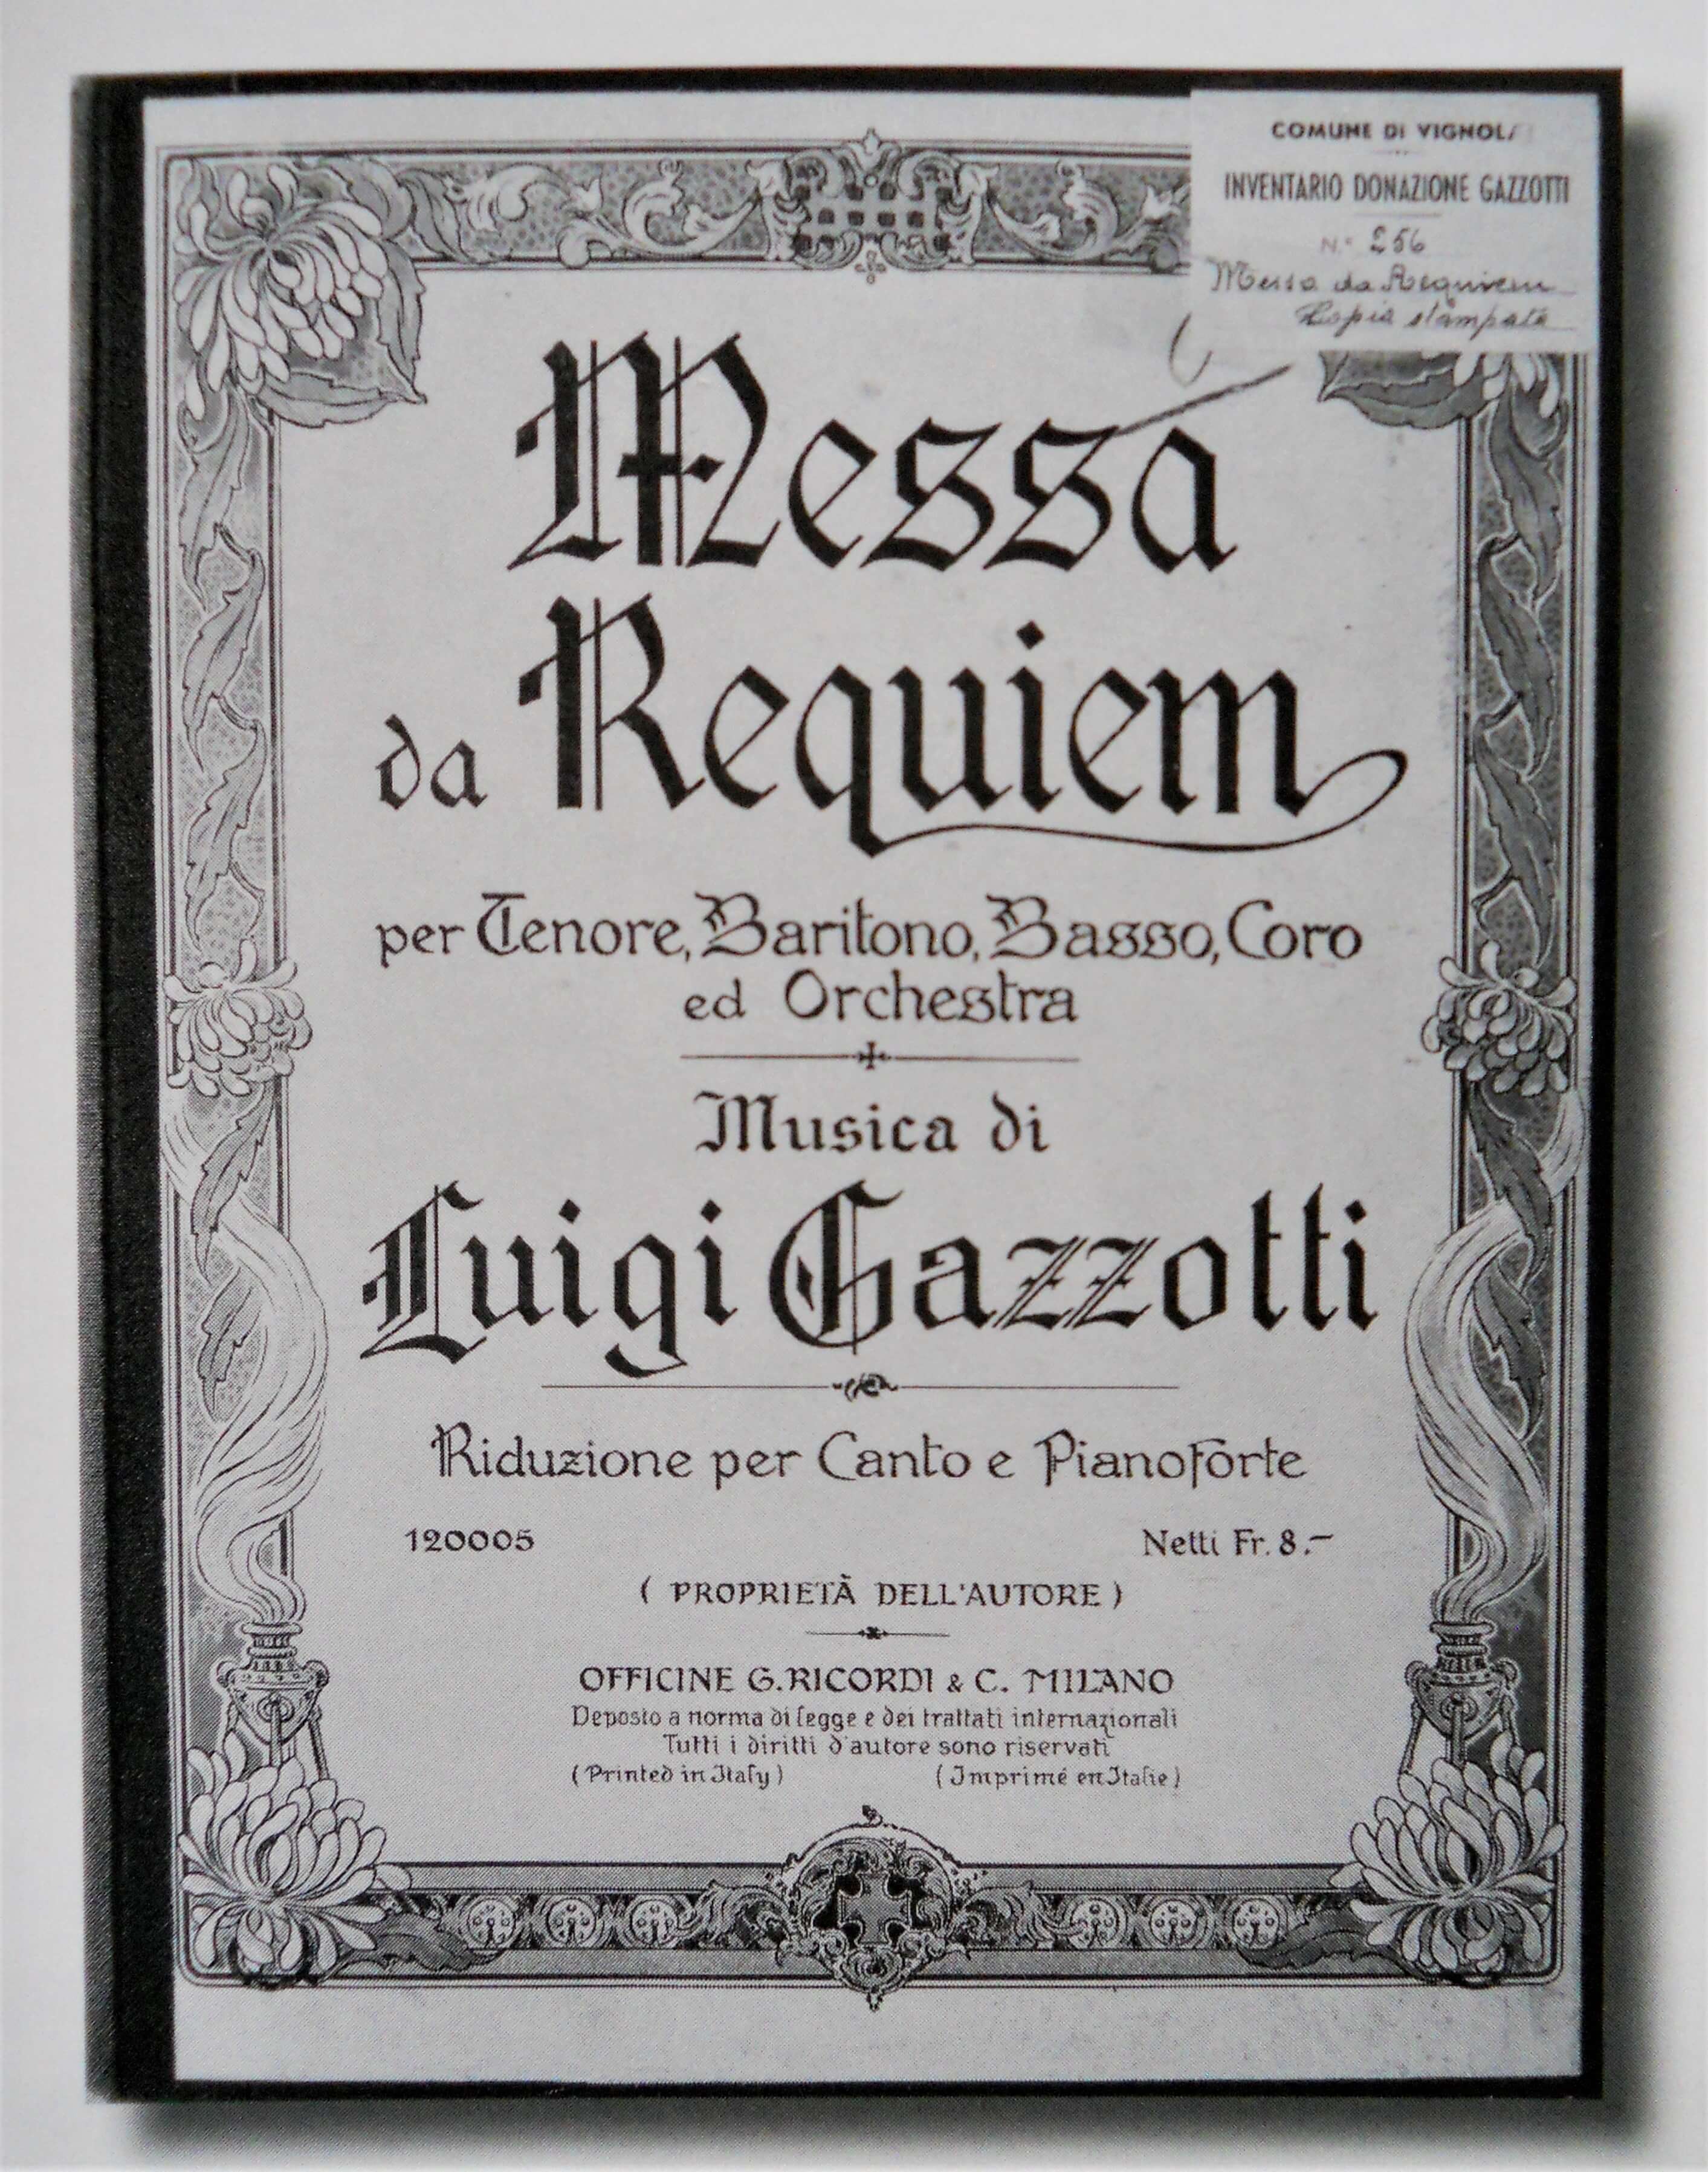 COMUNE DI VIGNOLA
INVENTARIO DONAZIONE GAZZOTTI
N.° 256
Messa da Requiem
Copia stampata
Messa
da Requiem
per Tenore, Baritono, Basso, Coro
ed Orchestra
Musica di
Luigi Gazzotti
Riduzione per Canto e Pianoforte
120005 Netti Fr. 8.–
( PROPRIETÀ DELL'AUTORE )
OFFICINE G. RICORDI & C. MILANO
Deposto a norma di legge e dei trattati internazionali
Tutti i diritti d'autore sono riservati
(Printed in Italy) (Imprimé en Italie)